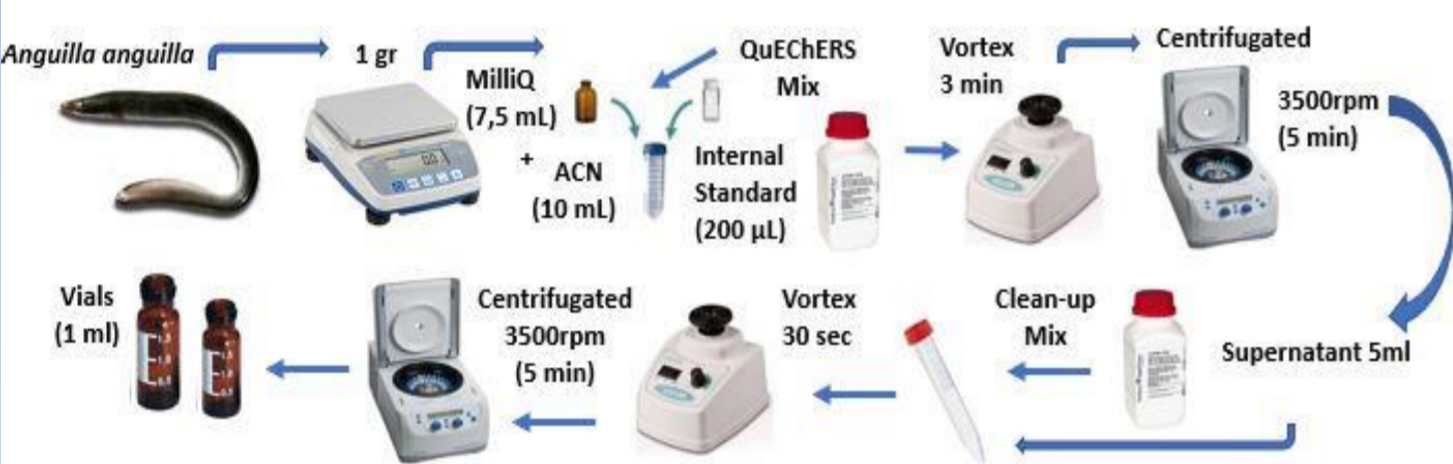 Anguilla anguilla
1 gr
MilliQ
(7,5 mL)
+
ACN
(10 mL)
QuEChERS
Mix
Internal
Standard
(200 µL)
Vortex
3 min
Centrifugated
3500rpm
(5 min)
Supernatant 5ml
Clean-up
Mix
Vortex
30 sec
Centrifugated
3500rpm
(5 min)
Vials
(1 ml)